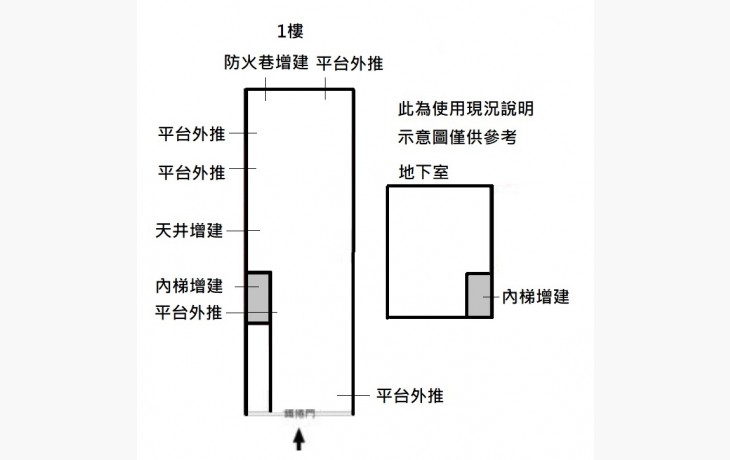 1樓
防火巷增建
平台外推
此為使用現況說明
示意圖僅供參考
平台外推
平台外推
地下室
天井增建
內梯增建
內梯增建
平台外推
平台外推
鐵捲門